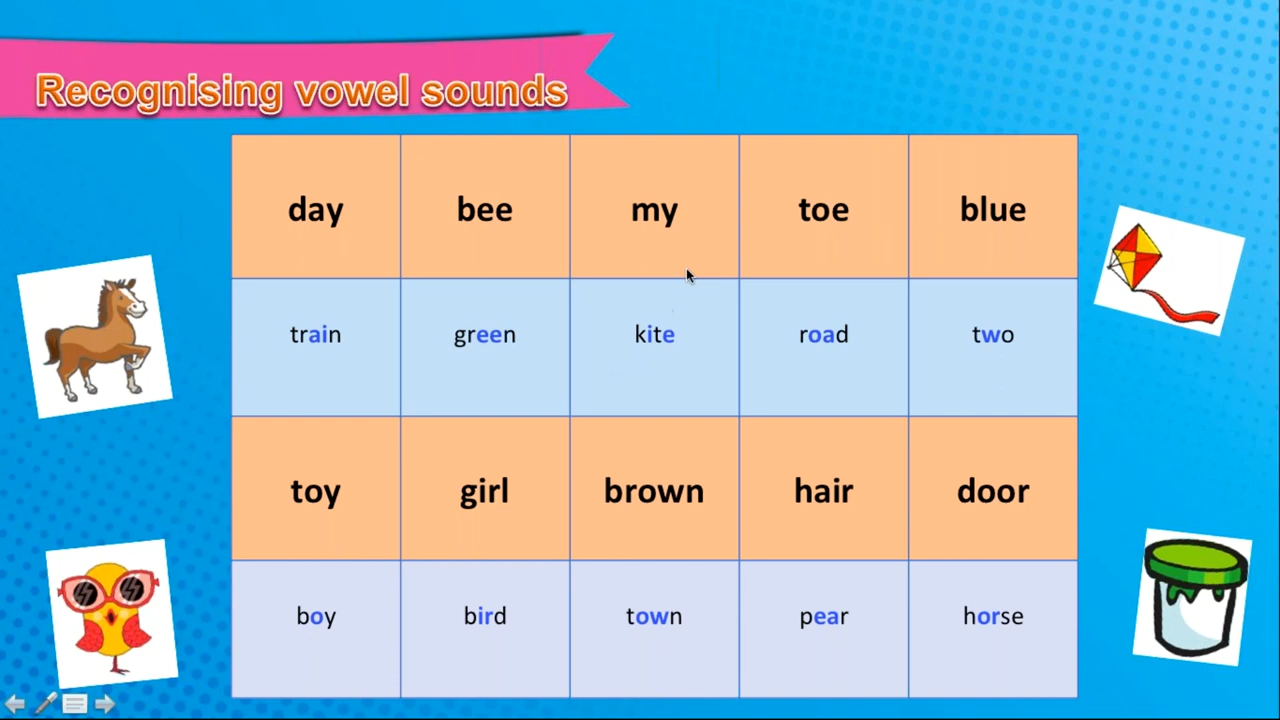 Recognising vowel sounds
day bee my toe blue
train green kite road two
toy girl brown hair door
boy bird town pear horse